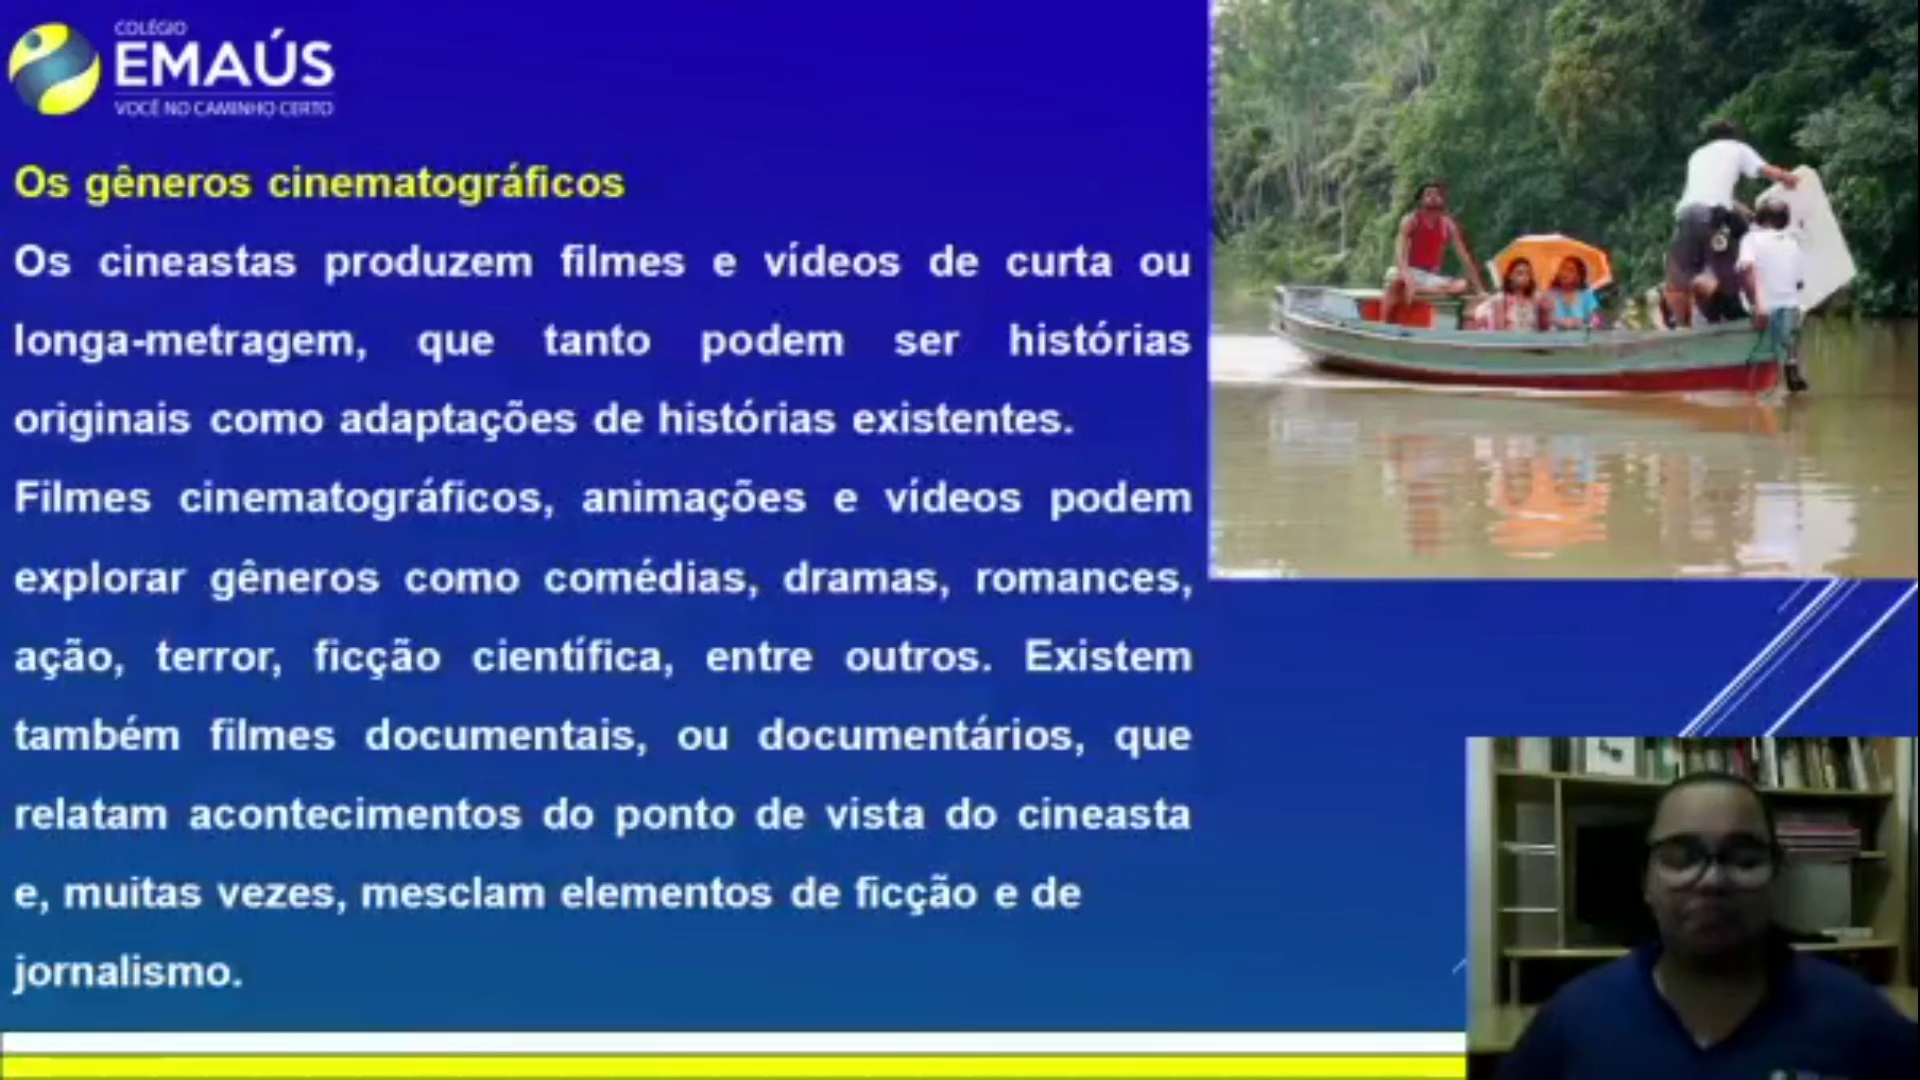 COLÉGIO
EMAÚS
VOCÊ NO CAMINHO CERTO
Os gêneros cinematográficos
Os cineastas produzem filmes e vídeos de curta ou
longa-metragem, que tanto podem ser histórias
originais como adaptações de histórias existentes.
Filmes cinematográficos, animações e vídeos podem
explorar gêneros como comédias, dramas, romances,
ação, terror, ficção científica, entre outros. Existem
também filmes documentais, ou documentários, que
relatam acontecimentos do ponto de vista do cineasta
e, muitas vezes, mesclam elementos de ficção e de
jornalismo.